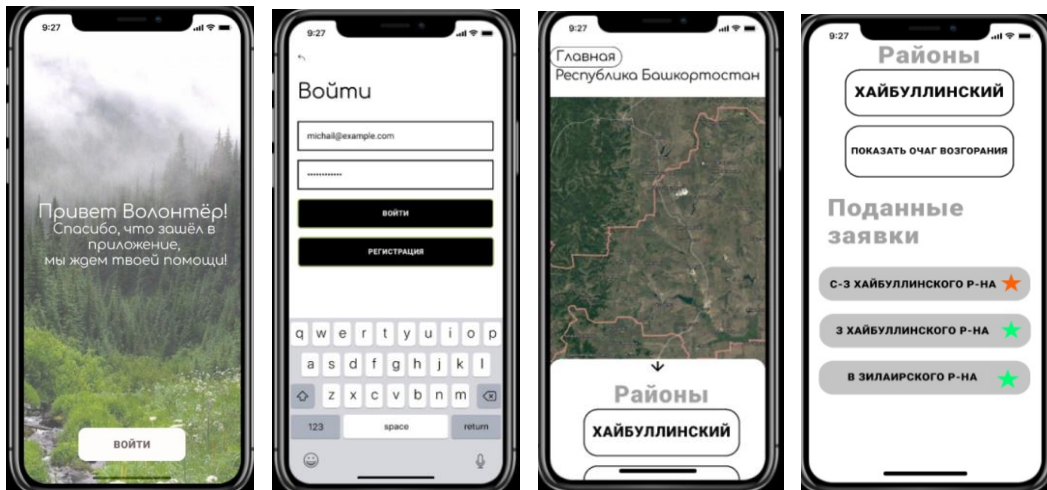 9:27
Привет Волонтёр!
Спасибо, что зашёл в
приложение,
мы ждем твоей помощи!
ВОЙТИ
9:27
Войти
michail@example.com
ВОЙТИ
РЕГИСТРАЦИЯ
q w e r t y u i o p
a s d f g h j k l
z x c v b n m
123 space return
9:27
Главная
Республика Башкортостан
Районы
ХАЙБУЛЛИНСКИЙ
9:27
Районы
ХАЙБУЛЛИНСКИЙ
ПОКАЗАТЬ ОЧАГ ВОЗГОРАНИЯ
Поданные
заявки
С-З ХАЙБУЛЛИНСКОГО Р-НА
З ХАЙБУЛЛИНСКОГО Р-НА
В ЗИЛАИРСКОГО Р-НА